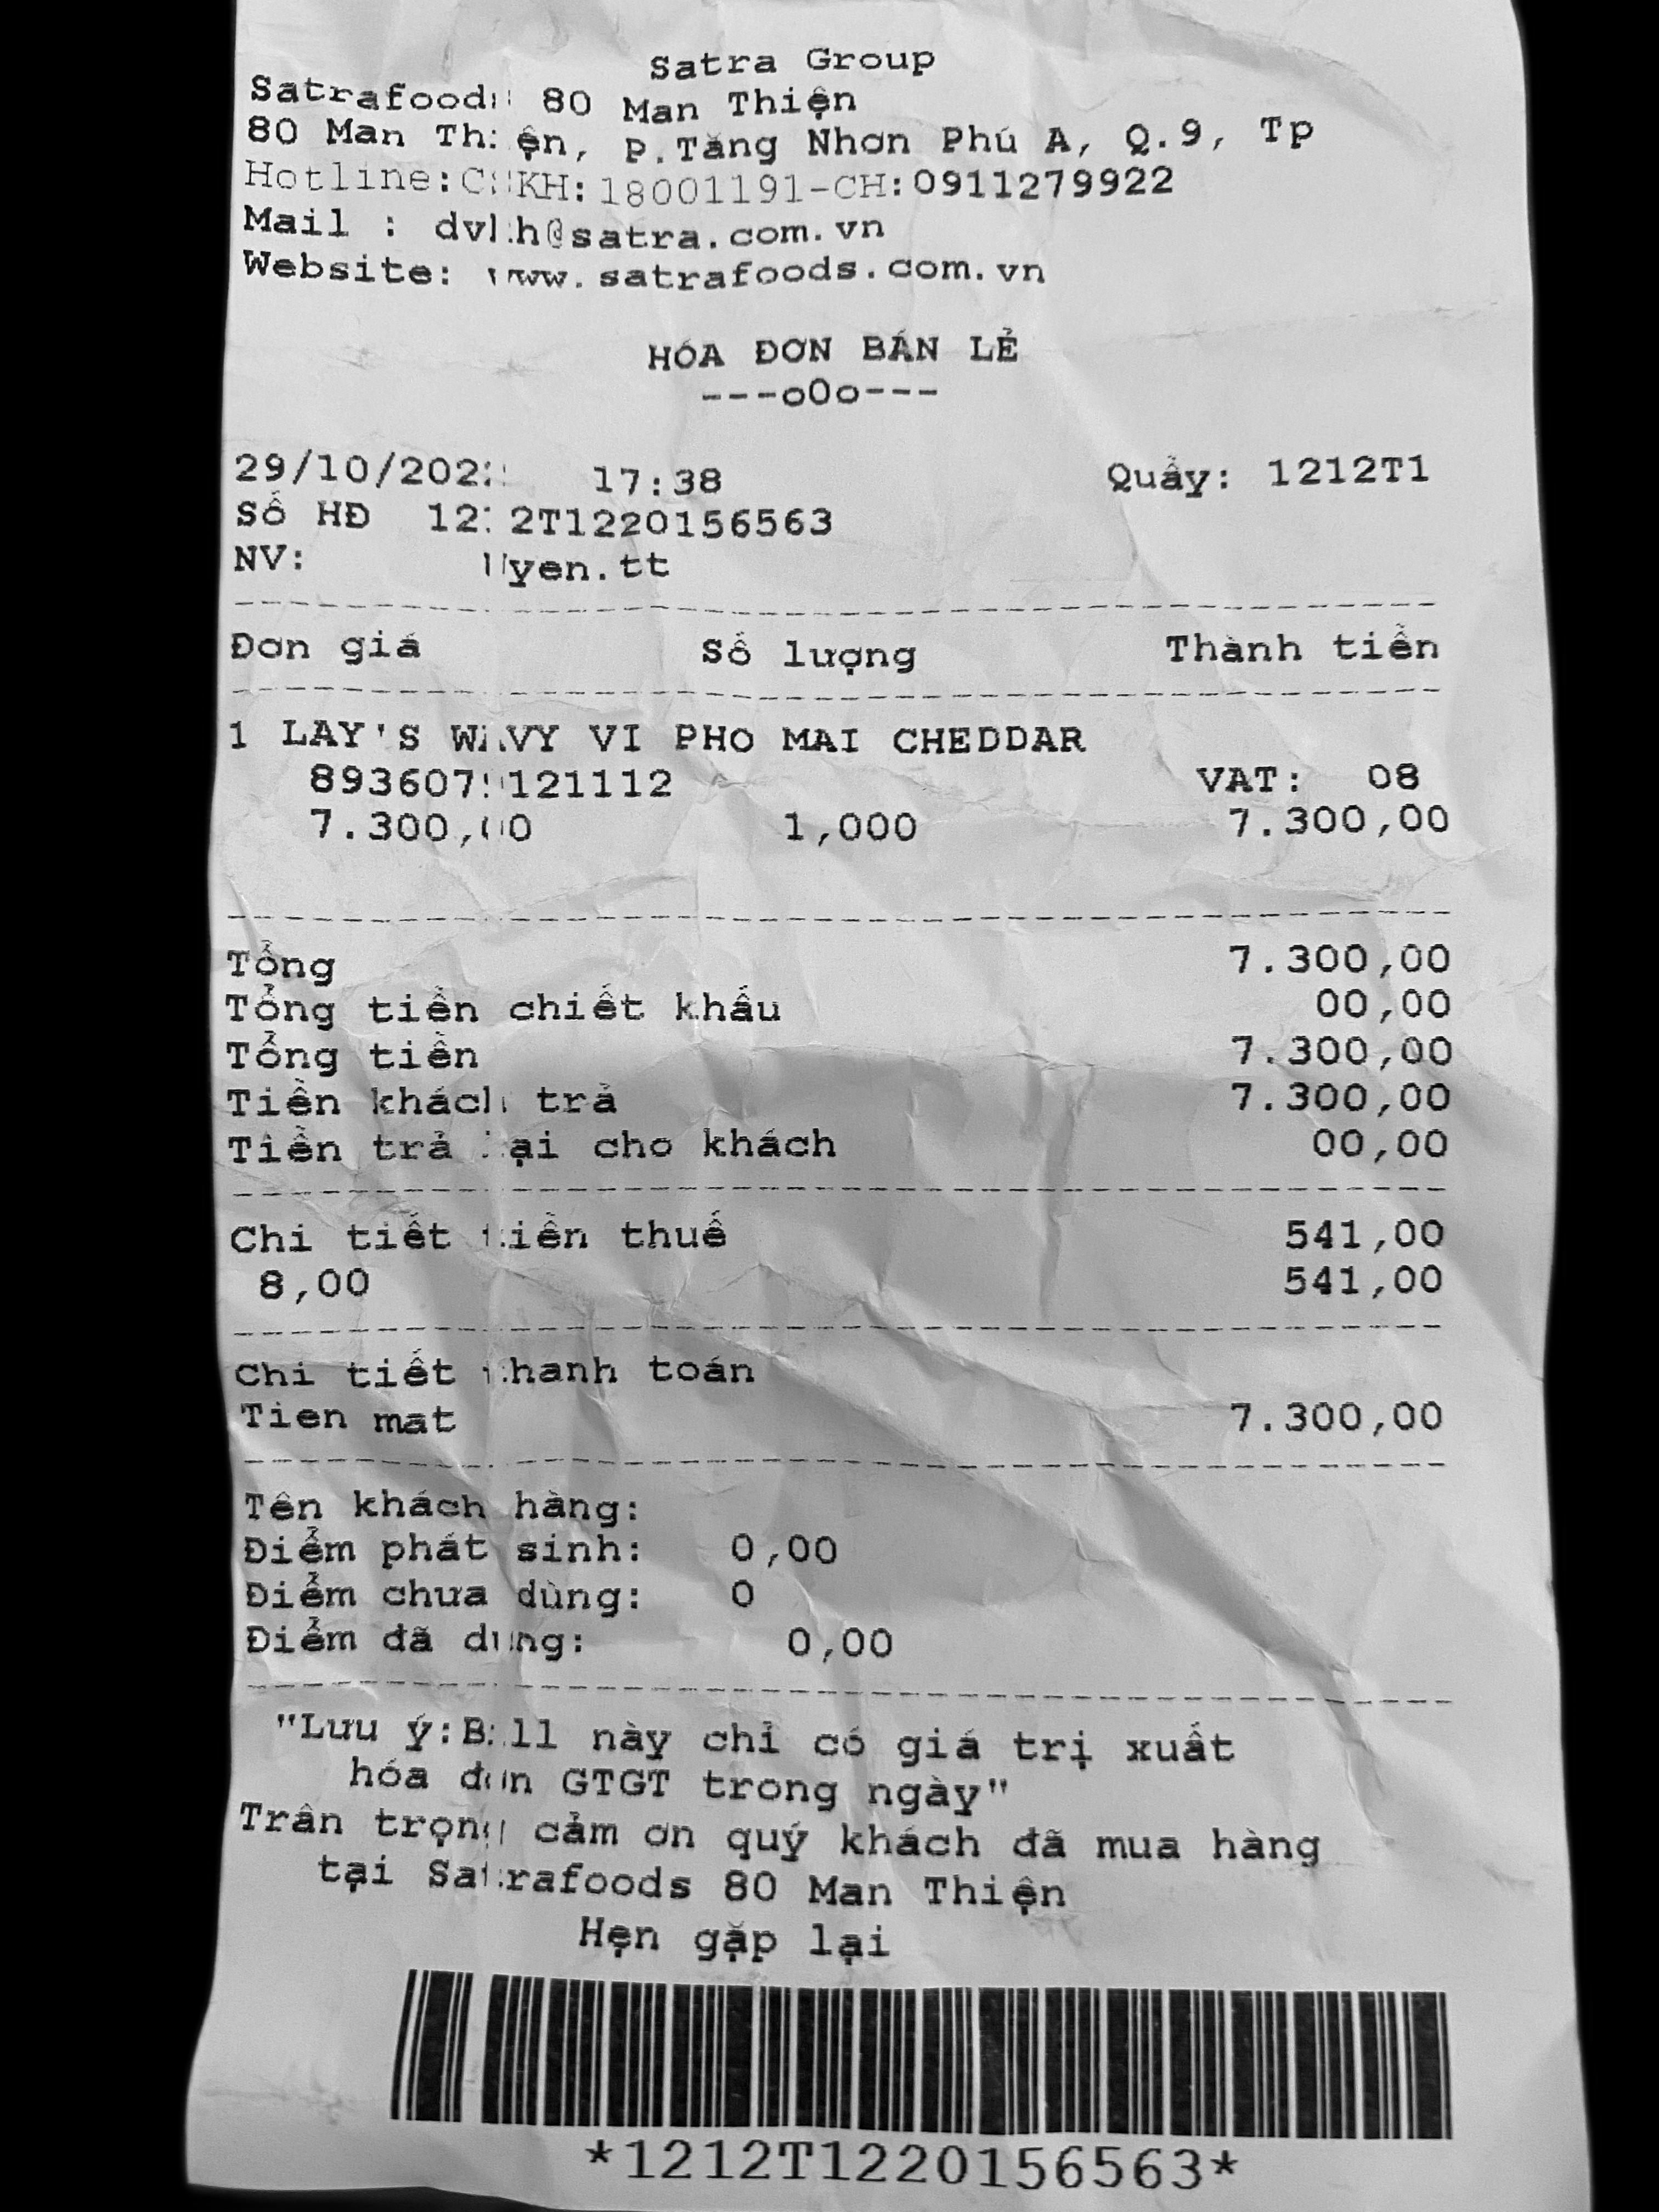 Satra Group
Satrafoods 80 Man Thiện
80 Man Thiện, P.Tăng Nhơn Phú A, Q.9, Tp
Hotline:CSKH:18001191-CH:0911279922
Mail : dvkh@satra.com.vn
Website: www.satrafoods.com.vn
HÓA ĐƠN BÁN LẺ
---o0o---
29/10/2022 17:38 Quầy: 1212T1
Số HĐ 1212T1220156563
NV:
Đơn giá Số lượng Thành tiền
1 LAY'S WAVY VI PHO MAI CHEDDAR
VAT: 08
7.300,00 1,000 7.300,00
Tổng 7.300,00
Tổng tiền chiết khấu 00,00
Tổng tiền 7.300,00
Tiền khách trả 7.300,00
Tiền trả lại cho khách 00,00
Chi tiết tiền thuế 541,00
8,00 541,00
Chi tiết thanh toán
Tien mat 7.300,00
Tên khách hàng:
Điểm phát sinh: 0,00
Điểm chưa dùng: 0
Điểm đã dùng: 0,00
"Lưu ý:Bill này chỉ có giá trị xuất
hóa đơn GTGT trong ngày"
Trân trọng cảm ơn quý khách đã mua hàng
tại Satrafoods 80 Man Thiện
Hẹn gặp lại
*1212T1220156563*